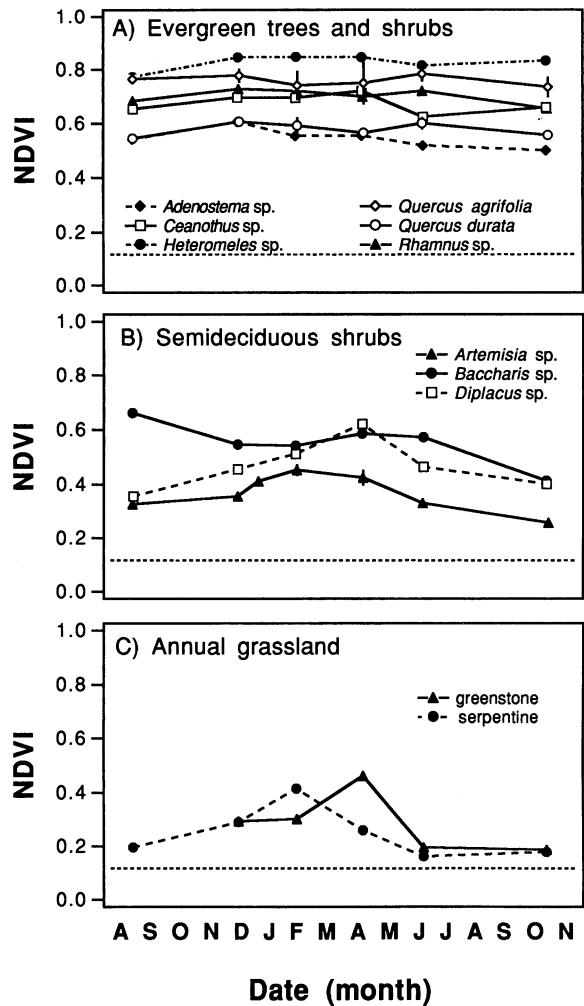 A) Evergreen trees and shrubs
1.0
0.8
0.6
0.4
0.2
0.0
NDVI
Adenostema sp.
Ceanothus sp.
Heteromeles sp.
Quercus agrifolia
Quercus durata
Rhamnus sp.
B) Semideciduous shrubs
1.0
0.8
0.6
0.4
0.2
0.0
NDVI
Artemisia sp.
Baccharis sp.
Diplacus sp.
C) Annual grassland
1.0
0.8
0.6
0.4
0.2
0.0
NDVI
greenstone
serpentine
A S O N D J F M A M J J A S O N
Date (month)